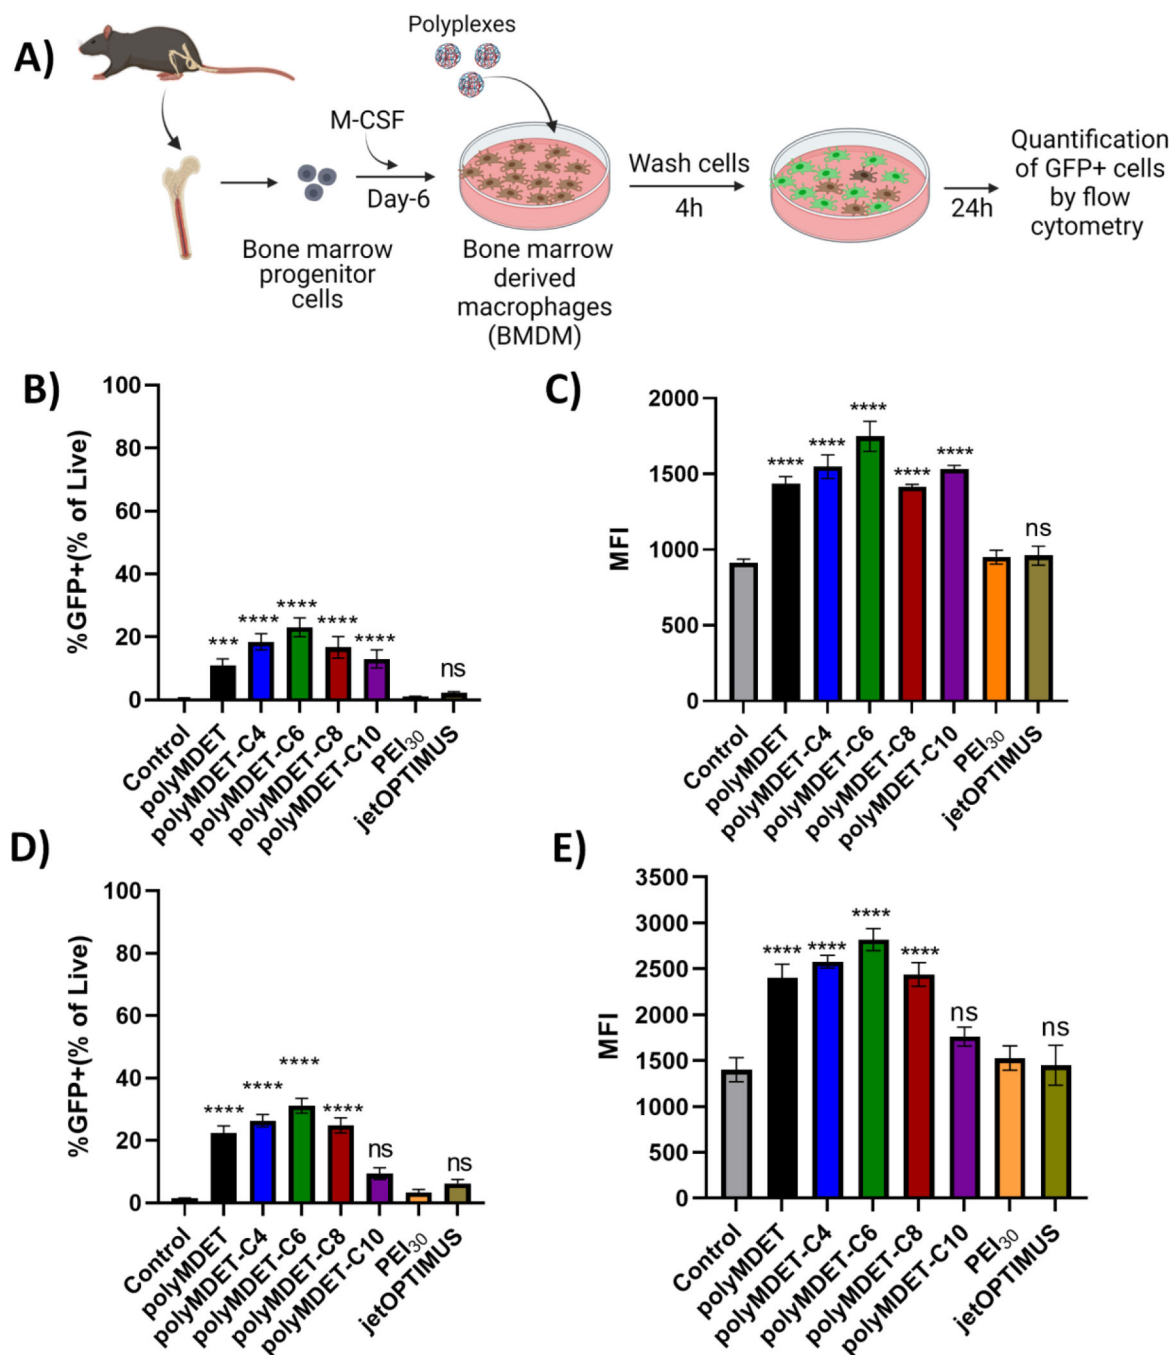 A)
Polyplexes
M-CSF
Day-6
Wash cells
4h
24h
Quantification
of GFP+ cells
by flow
cytometry
Bone marrow
progenitor
cells
Bone marrow
derived
macrophages
(BMDM)
B)
%GFP+(% of Live)
100
80
60
40
20
0
***
****
****
****
****
ns
Control
polyMDET
polyMDET-C4
polyMDET-C6
polyMDET-C8
polyMDET-C10
PEI₃₀
jetOPTIMUS
C)
MFI
2000
1500
1000
500
0
****
****
****
****
****
ns
Control
polyMDET
polyMDET-C4
polyMDET-C6
polyMDET-C8
polyMDET-C10
PEI₃₀
jetOPTIMUS
D)
%GFP+(% of Live)
100
80
60
40
20
0
****
****
****
****
ns
ns
Control
polyMDET
polyMDET-C4
polyMDET-C6
polyMDET-C8
polyMDET-C10
PEI₃₀
jetOPTIMUS
E)
MFI
3500
3000
2500
2000
1500
1000
500
0
****
****
****
****
ns
ns
Control
polyMDET
polyMDET-C4
polyMDET-C6
polyMDET-C8
polyMDET-C10
PEI₃₀
jetOPTIMUS